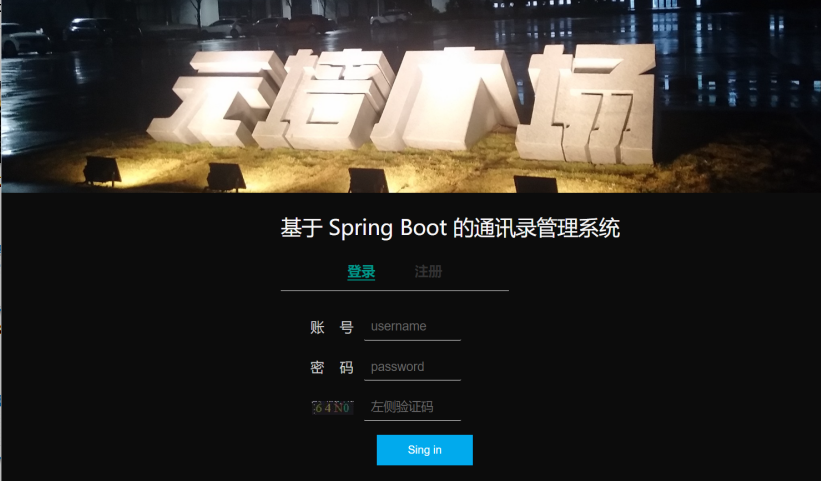 云塘广场
基于 Spring Boot 的通讯录管理系统
登录 注册
账 号 username
密 码 password
64N0 左侧验证码
Sing in